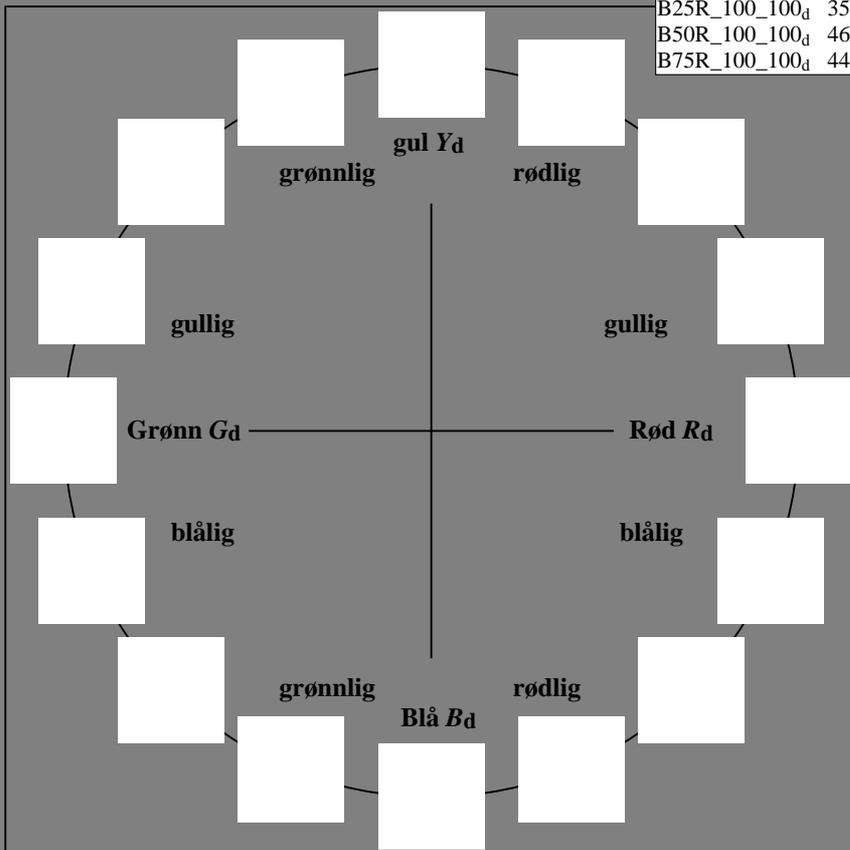 B25R_100_100d 35
B50R_100_100d 46
B75R_100_100d 44
gul Yd
grønnlig rødlig
gullig gullig
Grønn Gd Rød Rd
blålig blålig
grønnlig rødlig
Blå Bd